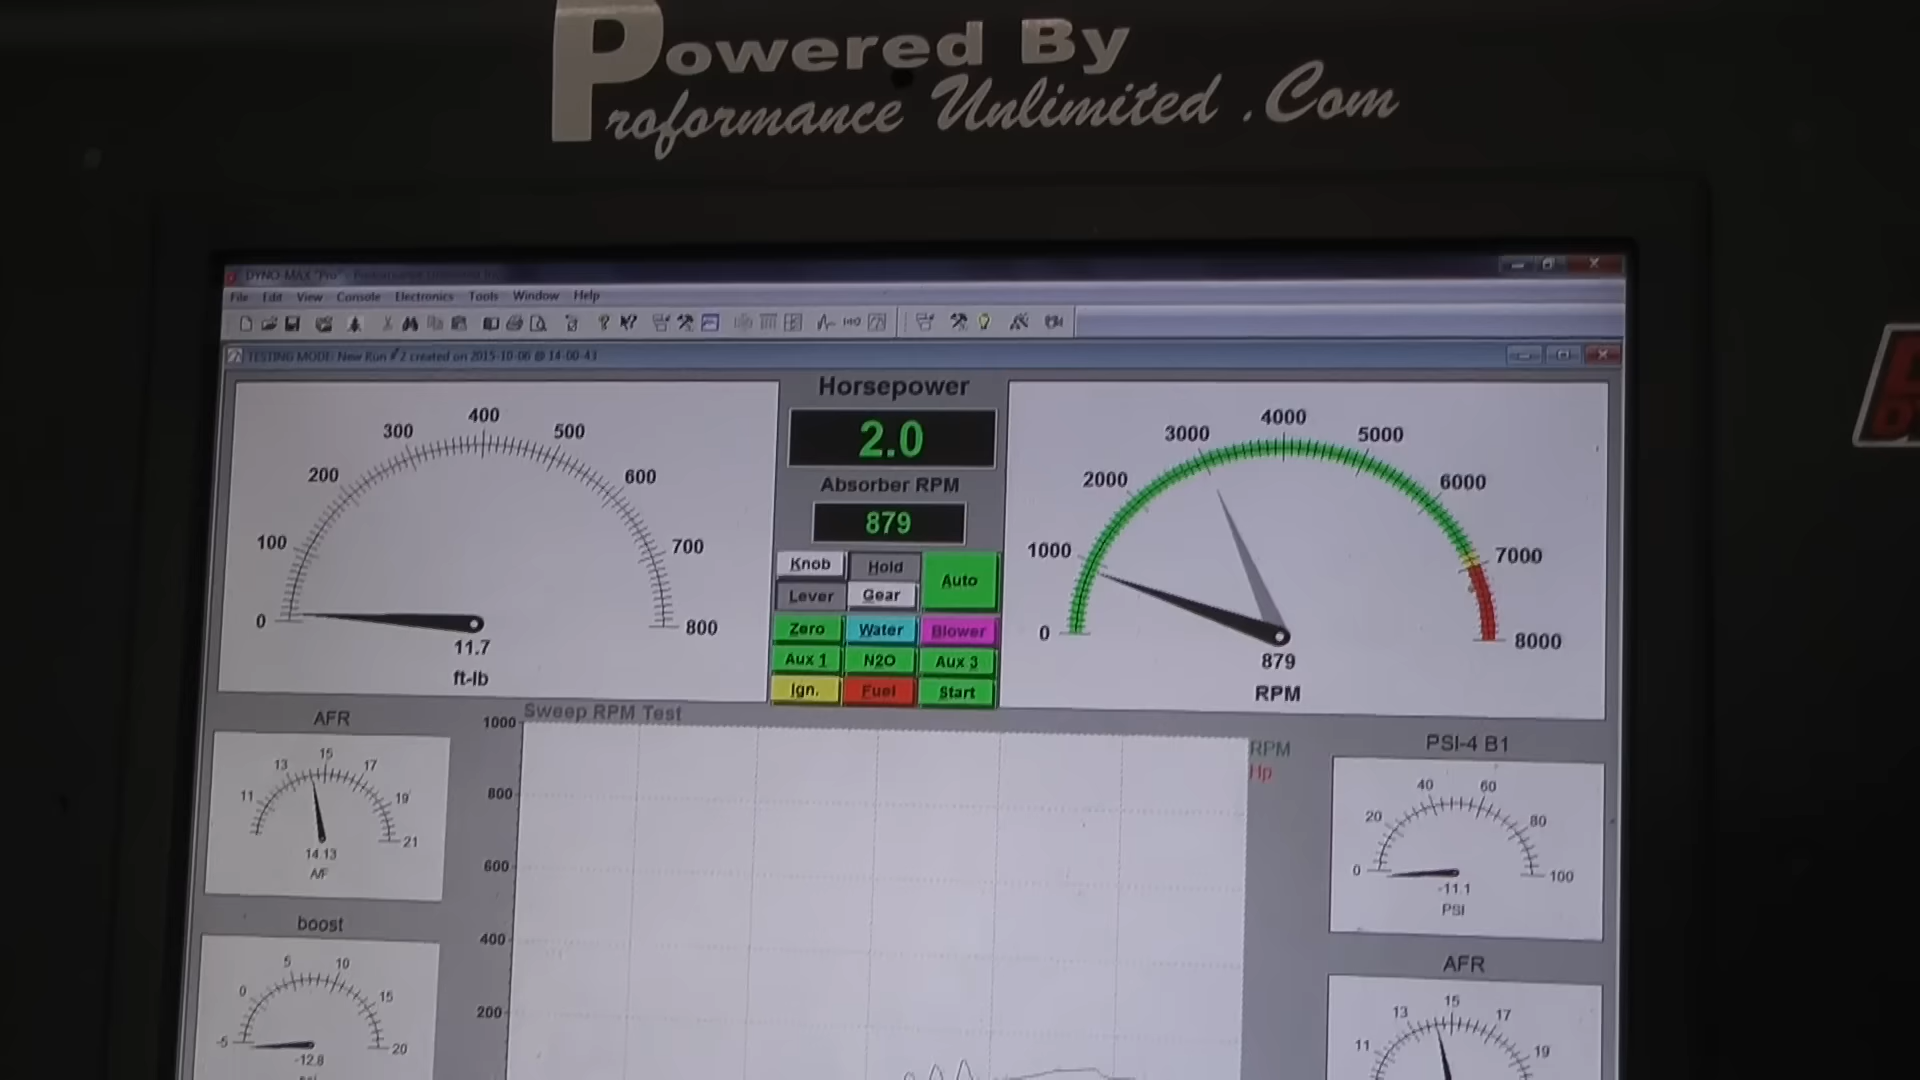 Powered By
Proformance Unlimited .Com
DYNO-MAX "Pro" -
File Edit View Console Electronics Tools Window Help
TESTING MODE: New Run #2 created on 2015-10-06 @ 14-00-43
Horsepower
2.0
Absorber RPM
879
Knob Hold Auto
Lever Gear
Zero Water Blower
Aux 1 N2O Aux 3
Ign. Fuel Start
0 100 200 300 400 500 600 700 800
11.7
ft-lb
0 1000 2000 3000 4000 5000 6000 7000 8000
879
RPM
AFR
11 13 15 17 19 21
14.13
A/F
boost
-5 0 5 10 15 20
-12.8
Sweep RPM Test
1000
800
600
400
200
RPM
Hp
PSI-4 B1
0 20 40 60 80 100
-11.1
PSI
AFR
11 13 15 17 19